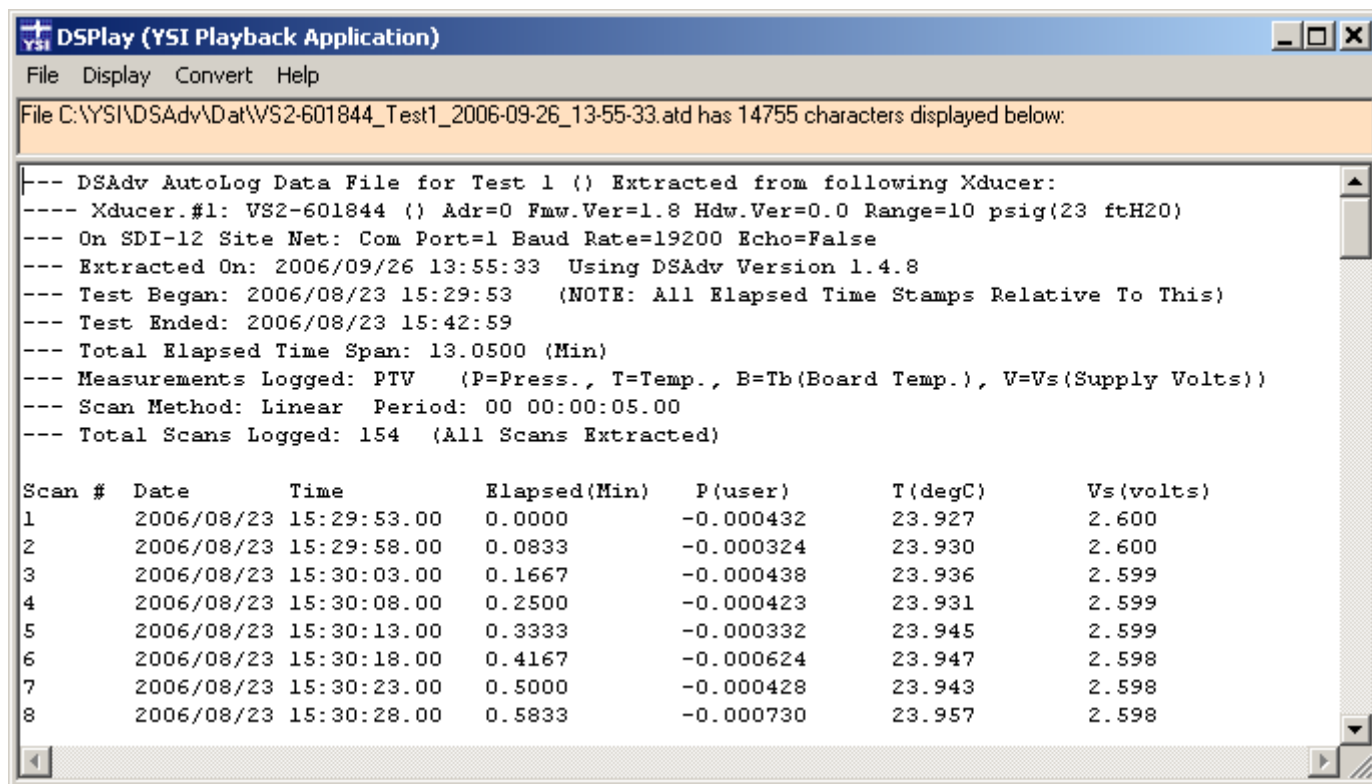 YSI DSPlay (YSI Playback Application)
File Display Convert Help
File C:\YSI\DSAdv\Dat\VS2-601844_Test1_2006-09-26_13-55-33.atd has 14755 characters displayed below:
--- DSAdv AutoLog Data File for Test 1 () Extracted from following Xducer:
---- Xducer.#1: VS2-601844 () Adr=0 Fmw.Ver=1.8 Hdw.Ver=0.0 Range=10 psig(23 ftH2O)
--- On SDI-12 Site Net: Com Port=1 Baud Rate=19200 Echo=False
--- Extracted On: 2006/09/26 13:55:33  Using DSAdv Version 1.4.8
--- Test Began: 2006/08/23 15:29:53   (NOTE: All Elapsed Time Stamps Relative To This)
--- Test Ended: 2006/08/23 15:42:59
--- Total Elapsed Time Span: 13.0500 (Min)
--- Measurements Logged: PTV   (P=Press., T=Temp., B=Tb(Board Temp.), V=Vs(Supply Volts))
--- Scan Method: Linear  Period: 00 00:00:05.00
--- Total Scans Logged: 154  (All Scans Extracted)
Scan #  Date       Time         Elapsed(Min)  P(user)    T(degC)  Vs(volts)
1  2006/08/23 15:29:53.00  0.0000  -0.000432  23.927  2.600
2  2006/08/23 15:29:58.00  0.0833  -0.000324  23.930  2.600
3  2006/08/23 15:30:03.00  0.1667  -0.000438  23.936  2.599
4  2006/08/23 15:30:08.00  0.2500  -0.000423  23.931  2.599
5  2006/08/23 15:30:13.00  0.3333  -0.000332  23.945  2.599
6  2006/08/23 15:30:18.00  0.4167  -0.000624  23.947  2.598
7  2006/08/23 15:30:23.00  0.5000  -0.000428  23.943  2.598
8  2006/08/23 15:30:28.00  0.5833  -0.000730  23.957  2.598